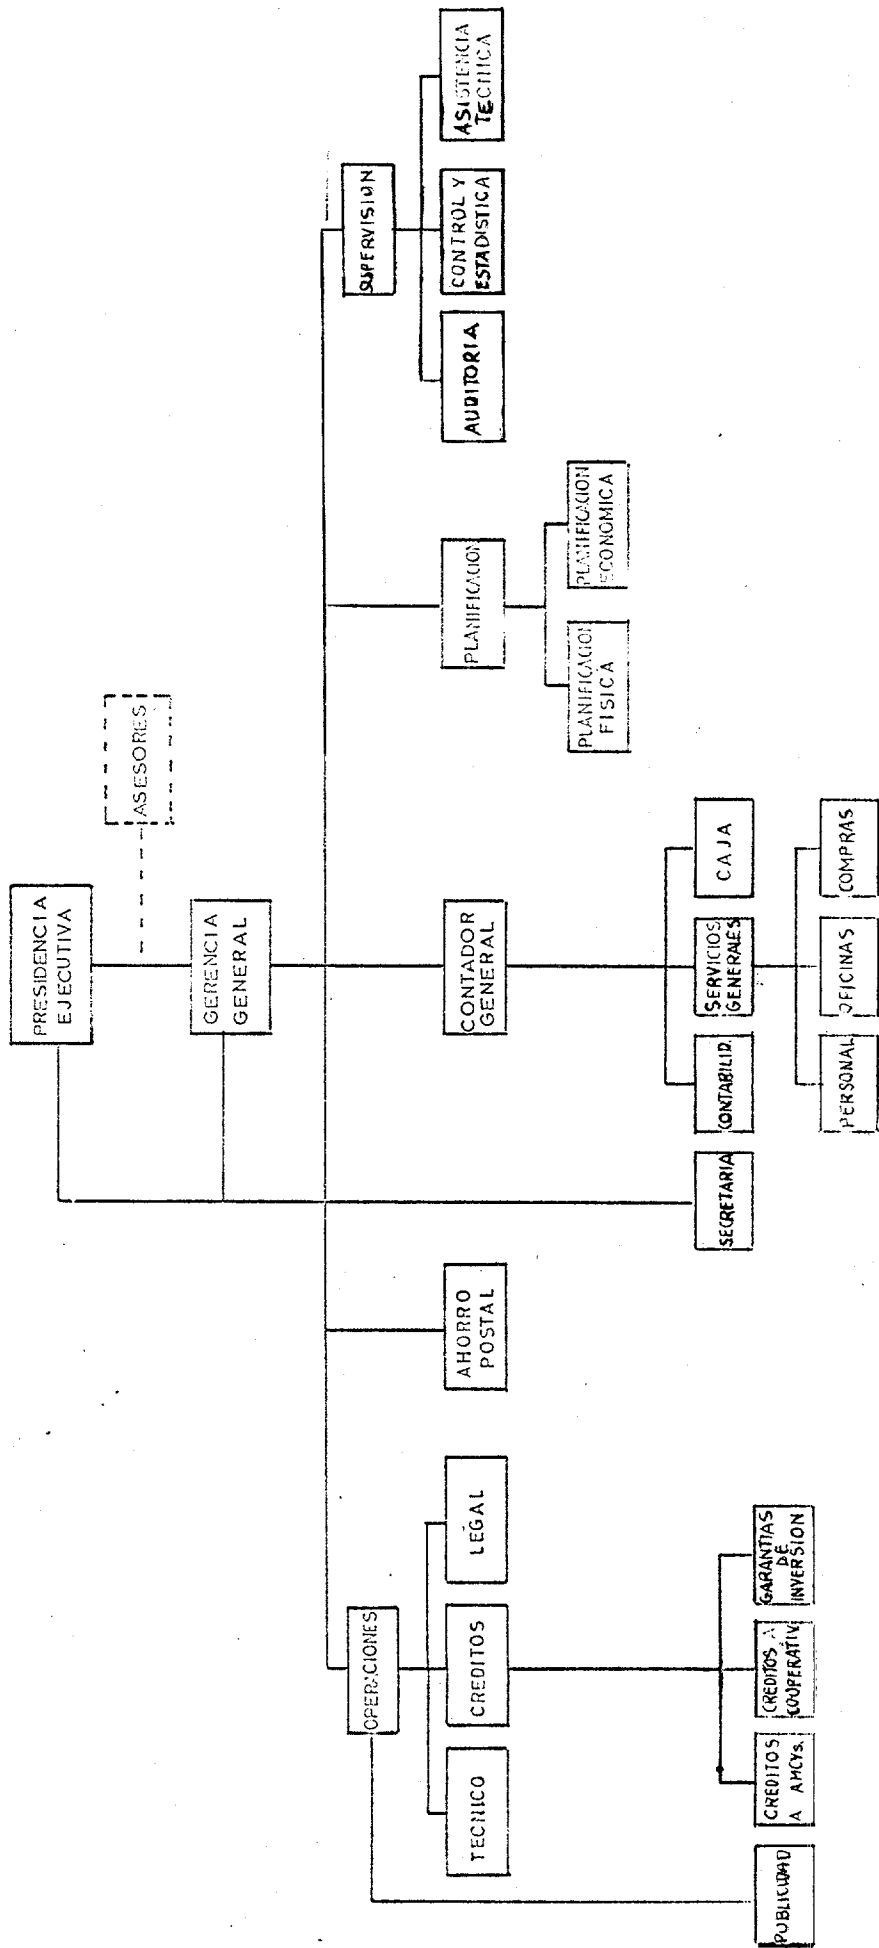 PRESIDENCIA
EJECUTIVA
ASESORES
GERENCIA
GENERAL
OPERACIONES
SUPERVISION
TECNICO
CREDITOS
LEGAL
AHORRO
POSTAL
CONTADOR
GENERAL
PLANIFICACION
AUDITORIA
CONTROL Y
ESTADISTICA
ASISTENCIA
TECNICA
PLANIFICACION
FISICA
PLANIFICACION
ECONOMICA
SECRETARIA
CONTABILID.
SERVICIOS
GENERALES
CAJA
PUBLICIDAD
CREDITOS
A AMCYs.
CREDITOS A
COOPERATIV
GARANTIAS
DE
INVERSION
PERSONAL
OFICINAS
COMPRAS